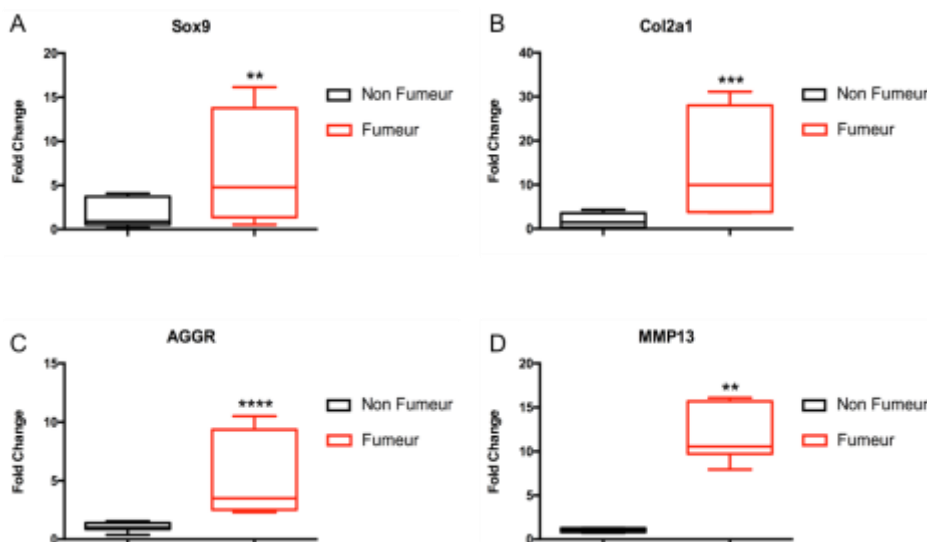 A
Sox9
Fold Change
20
15
10
5
0
**
Non Fumeur
Fumeur
B
Col2a1
Fold Change
40
30
20
10
0
***
Non Fumeur
Fumeur
C
AGGR
Fold Change
15
10
5
0
****
Non Fumeur
Fumeur
D
MMP13
Fold Change
20
15
10
5
0
**
Non Fumeur
Fumeur